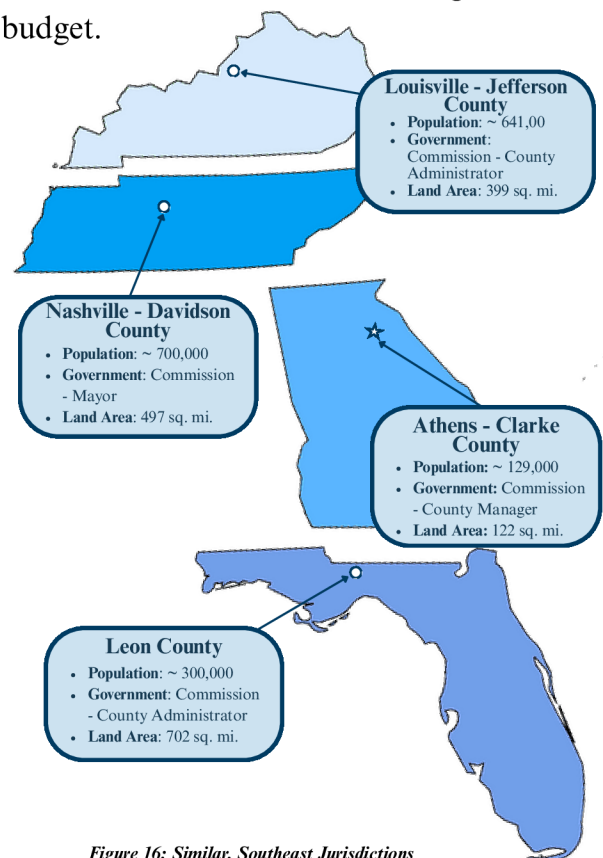 budget.
Louisville - Jefferson
County
• Population: ~ 641,00
• Government:
Commission - County
Administrator
• Land Area: 399 sq. mi.
Nashville - Davidson
County
• Population: ~ 700,000
• Government: Commission
- Mayor
• Land Area: 497 sq. mi.
Athens - Clarke
County
• Population: ~ 129,000
• Government: Commission
- County Manager
• Land Area: 122 sq. mi.
Leon County
• Population: ~ 300,000
• Government: Commission
- County Administrator
• Land Area: 702 sq. mi.
Figure 16: Similar, Southeast Jurisdictions